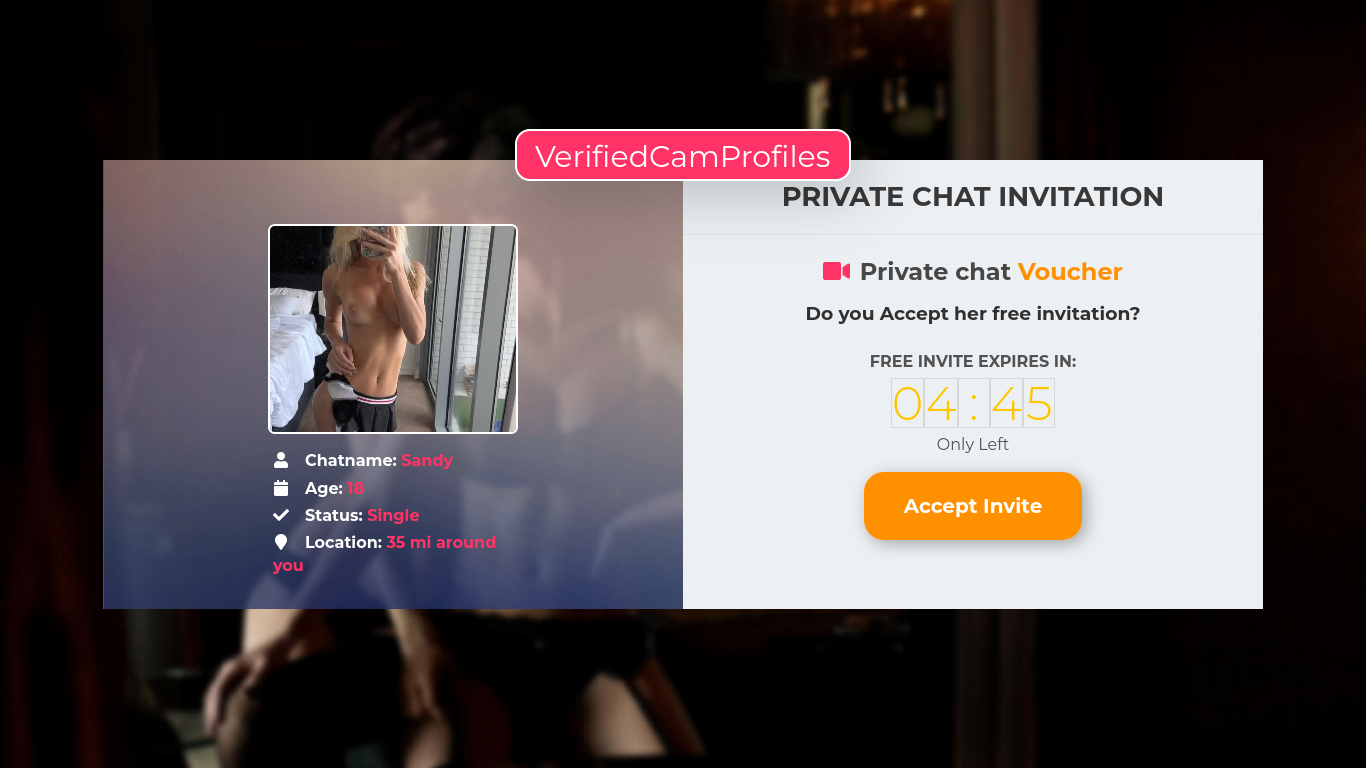 VerifiedCamProfiles
Chatname: Sandy
Age: 18
Status: Single
Location: 35 mi around
you
PRIVATE CHAT INVITATION
Private chat Voucher
Do you Accept her free invitation?
FREE INVITE EXPIRES IN:
04:45
Only Left
Accept Invite